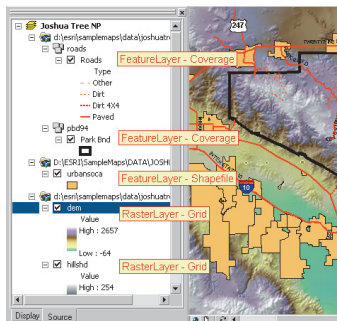 Joshua Tree NP
d:\esri\samplemaps\data\joshuatr
roads
Roads
FeatureLayer - Coverage
Type
Other
Dirt
Dirt 4X4
Paved
pbd94
FeatureLayer - Coverage
Park Bnd
D:\ESRI\SampleMaps\DATA\JOSH
FeatureLayer - Shapefile
urbansoca
d:\esri\samplemaps\data\joshuatr
dem
RasterLayer - Grid
Value
High : 2657
Low : -64
RasterLayer - Grid
hillshd
Value
High : 254
Display
Source
247
10